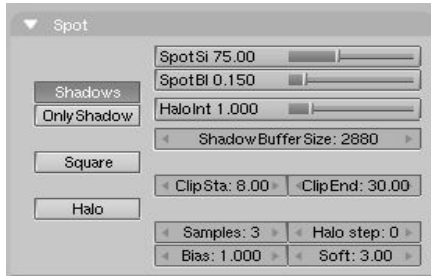 Spot
SpotSi 75.00
SpotBl 0.150
Shadows
OnlyShadow
HaloInt 1.000
ShadowBufferSize: 2880
Square
ClipSta: 8.00 ClipEnd: 30.00
Halo
Samples: 3 Halo step: 0
Bias: 1.000 Soft: 3.00